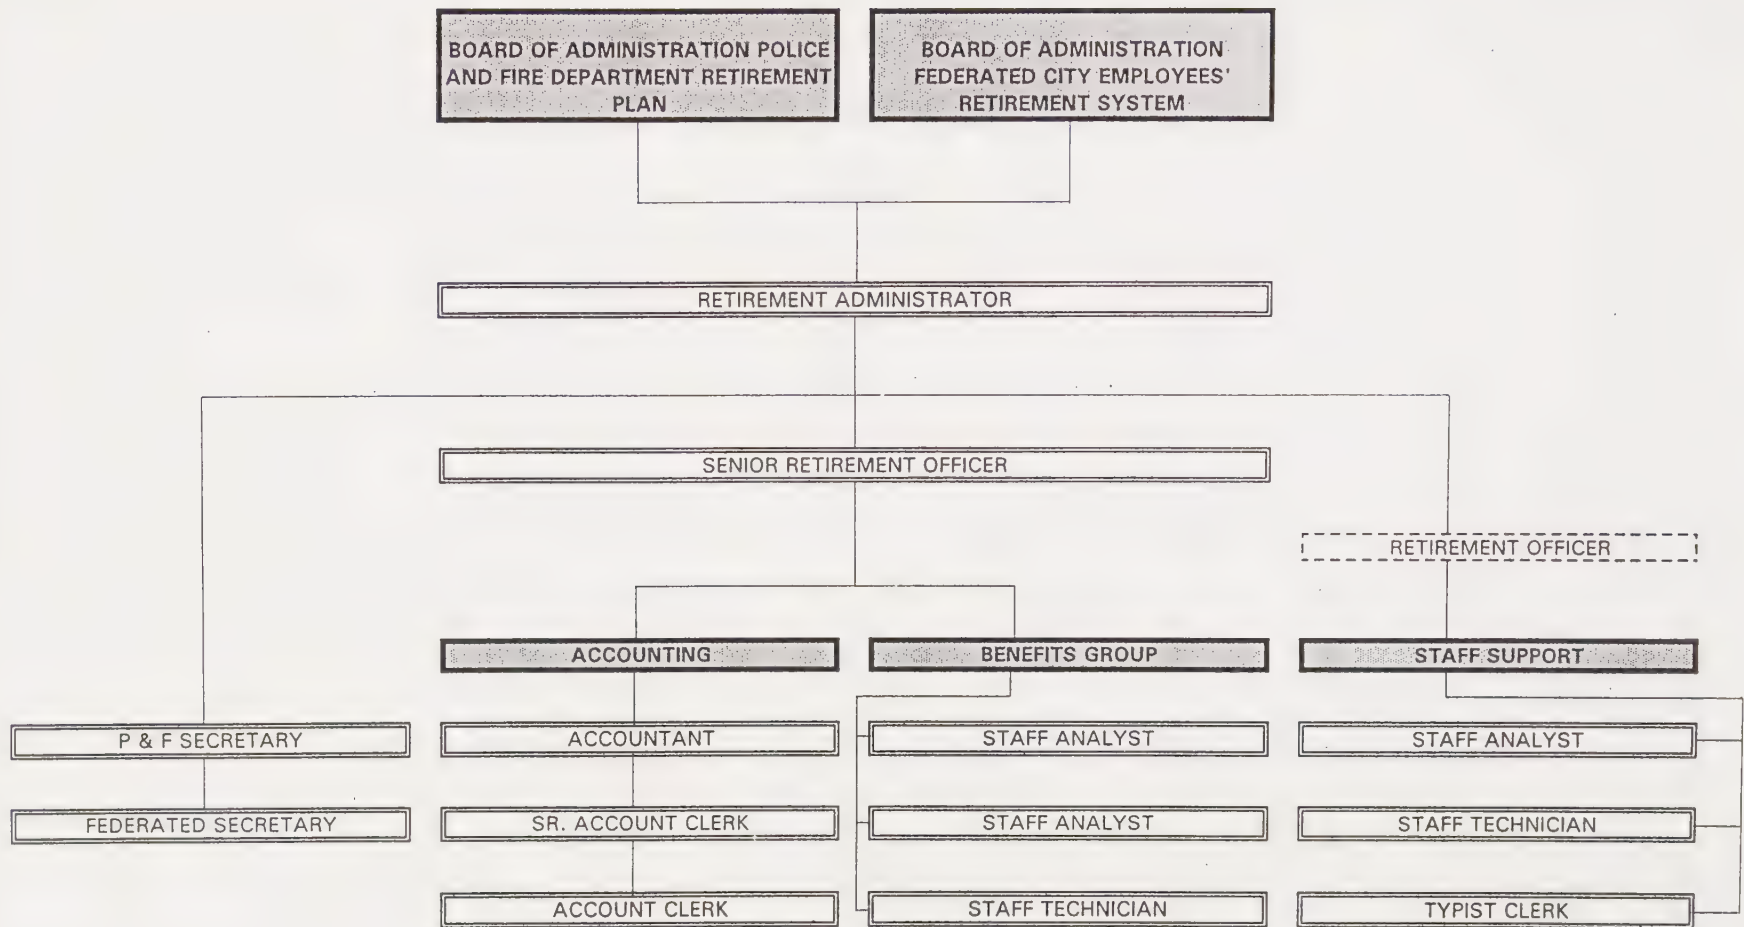 BOARD OF ADMINISTRATION POLICE
AND FIRE DEPARTMENT RETIREMENT
PLAN
BOARD OF ADMINISTRATION
FEDERATED CITY EMPLOYEES'
RETIREMENT SYSTEM
RETIREMENT ADMINISTRATOR
SENIOR RETIREMENT OFFICER
RETIREMENT OFFICER
ACCOUNTING
BENEFITS GROUP
STAFF SUPPORT
P & F SECRETARY
ACCOUNTANT
STAFF ANALYST
STAFF ANALYST
FEDERATED SECRETARY
SR. ACCOUNT CLERK
STAFF ANALYST
STAFF TECHNICIAN
ACCOUNT CLERK
STAFF TECHNICIAN
TYPIST CLERK